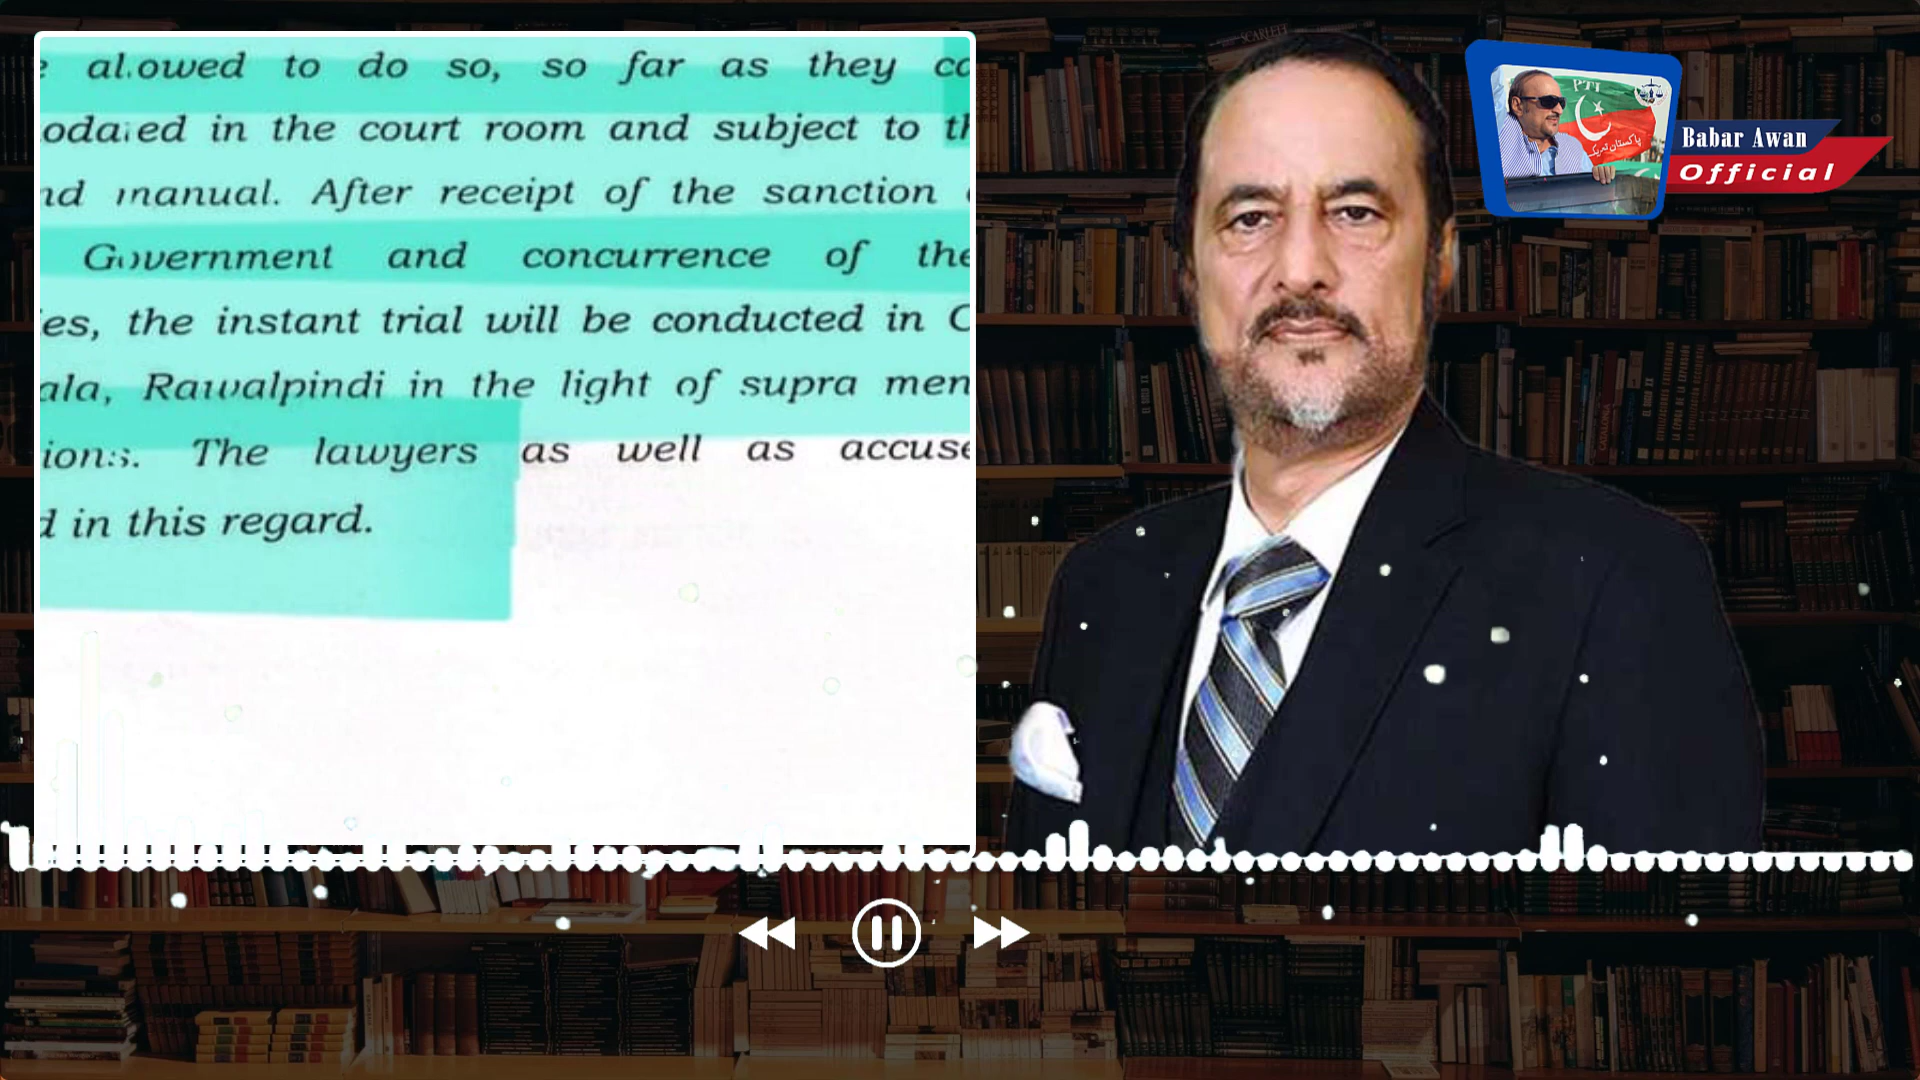 allowed to do so, so far as they
in the court room and subject to
manual. After receipt of the sanction
Government and concurrence of the
es, the instant trial will be conducted in
ala, Rawalpindi in the light of supra men
ions. The lawyers as well as accuse
d in this regard.
PTI
پاکستان تحریک
Babar Awan
Official